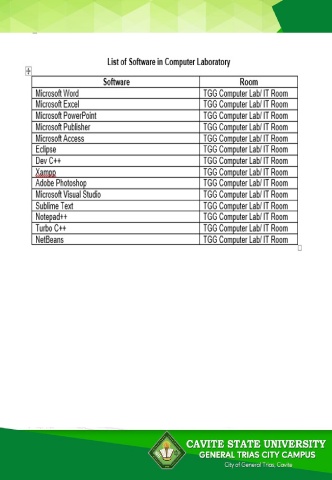 List of Software in Computer Laboratory
Software Room
Microsoft Word TGG Computer Lab/ IT Room
Microsoft Excel TGG Computer Lab/ IT Room
Microsoft PowerPoint TGG Computer Lab/ IT Room
Microsoft Publisher TGG Computer Lab/ IT Room
Microsoft Access TGG Computer Lab/ IT Room
Eclipse TGG Computer Lab/ IT Room
Dev C++ TGG Computer Lab/ IT Room
Xampp TGG Computer Lab/ IT Room
Adobe Photoshop TGG Computer Lab/ IT Room
Microsoft Visual Studio TGG Computer Lab/ IT Room
Sublime Text TGG Computer Lab/ IT Room
Notepad++ TGG Computer Lab/ IT Room
Turbo C++ TGG Computer Lab/ IT Room
NetBeans TGG Computer Lab/ IT Room
CAVITE STATE UNIVERSITY
GENERAL TRIAS CITY CAMPUS
City of General Trias, Cavite